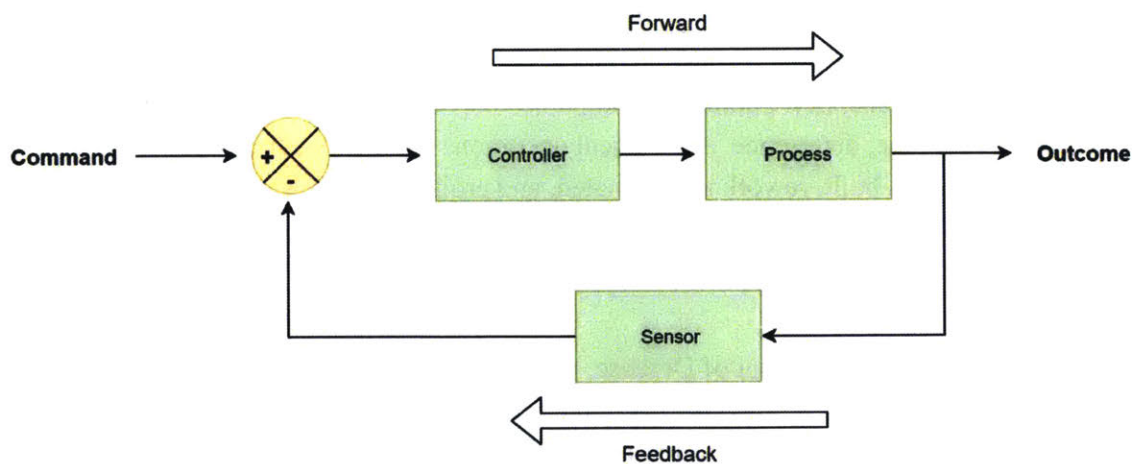 Forward
Command
+
-
Controller
Process
Outcome
Sensor
Feedback